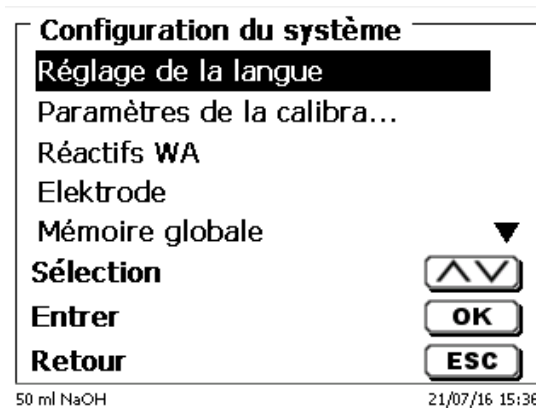 Configuration du système
Réglage de la langue
Paramètres de la calibra...
Réactifs WA
Elektrode
Mémoire globale
Sélection
Entrer OK
Retour ESC
50 ml NaOH 21/07/16 15:36